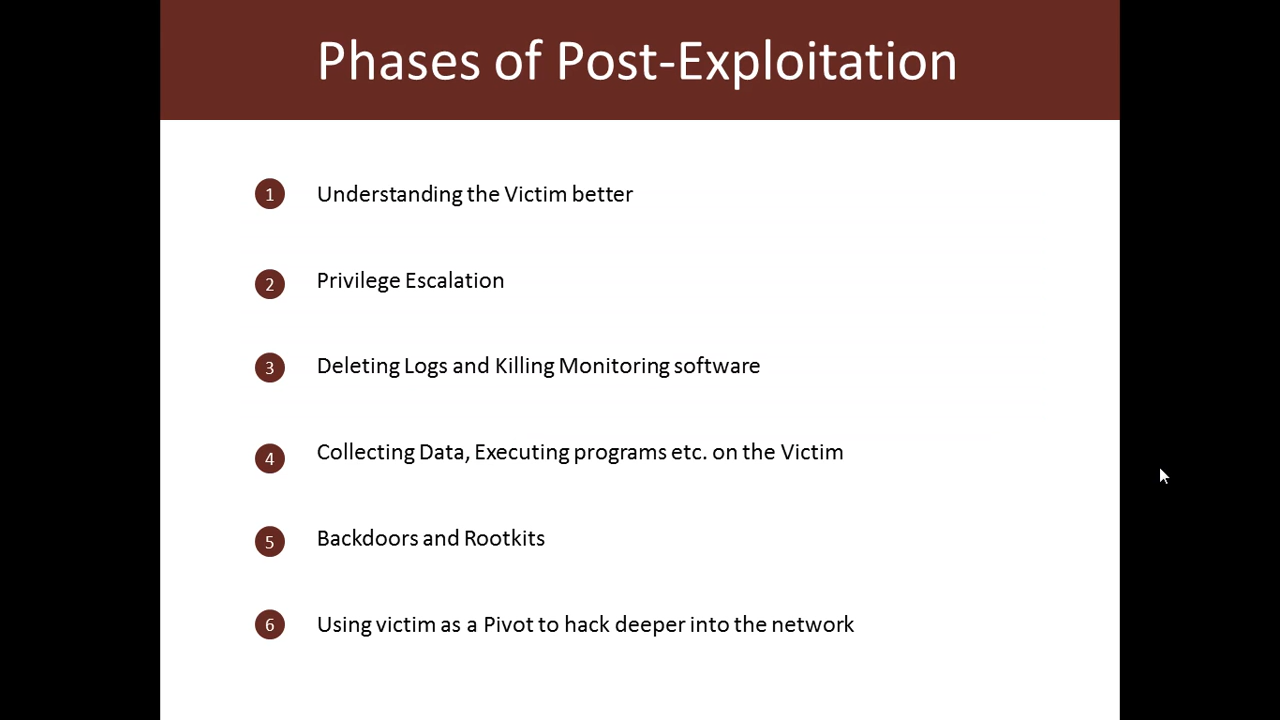 Phases of Post-Exploitation
1 Understanding the Victim better
2 Privilege Escalation
3 Deleting Logs and Killing Monitoring software
4 Collecting Data, Executing programs etc. on the Victim
5 Backdoors and Rootkits
6 Using victim as a Pivot to hack deeper into the network